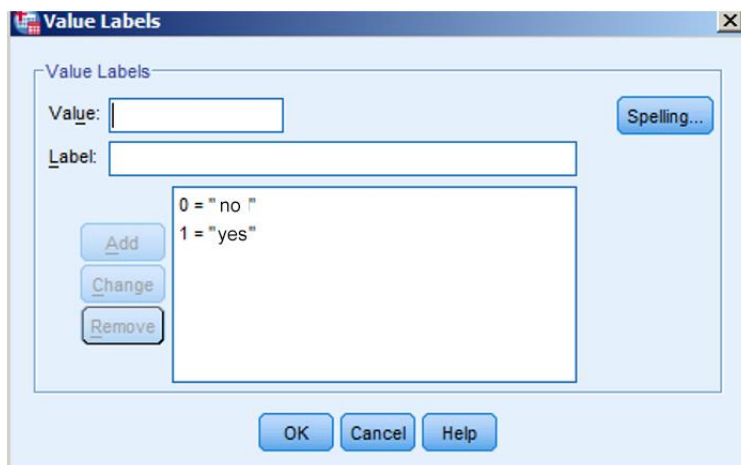 Value Labels
Value Labels
Value:
Spelling...
Label:
0 = " no "
1 = "yes"
Add
Change
Remove
OK Cancel Help